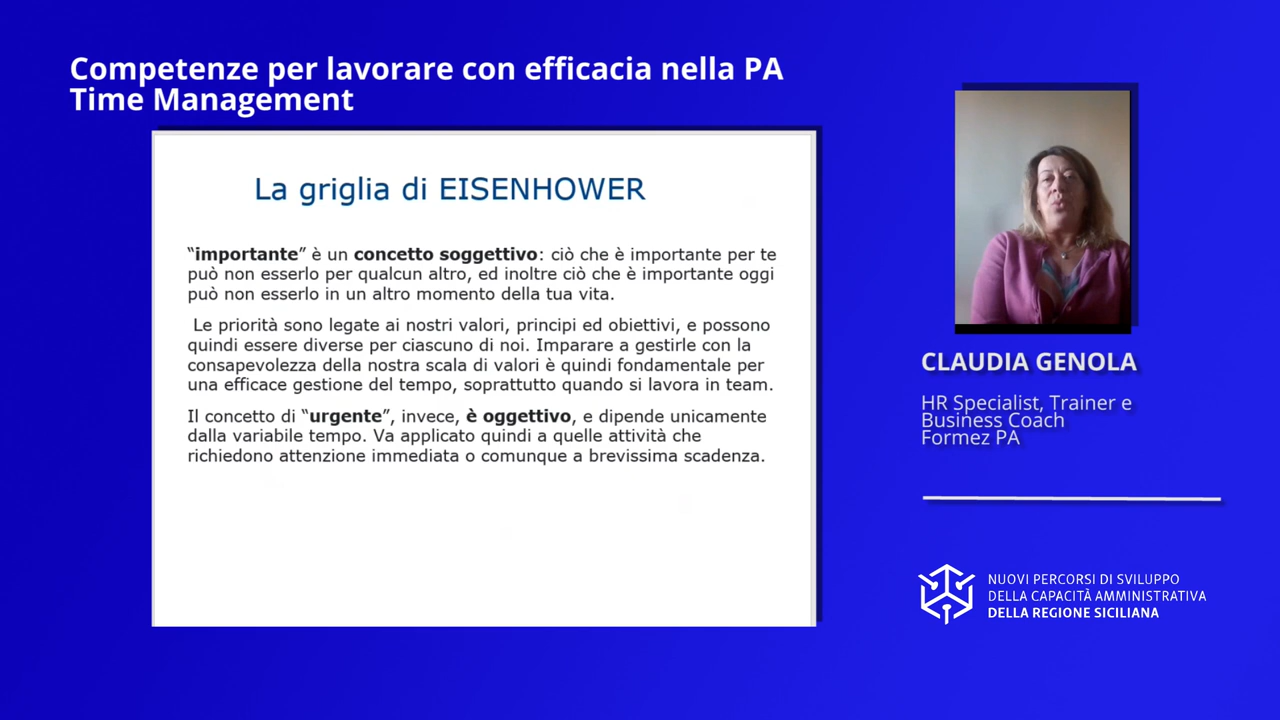 Competenze per lavorare con efficacia nella PA
Time Management
La griglia di EISENHOWER
“importante” è un concetto soggettivo: ciò che è importante per te
può non esserlo per qualcun altro, ed inoltre ciò che è importante oggi
può non esserlo in un altro momento della tua vita.
Le priorità sono legate ai nostri valori, principi ed obiettivi, e possono
quindi essere diverse per ciascuno di noi. Imparare a gestirle con la
consapevolezza della nostra scala di valori è quindi fondamentale per
una efficace gestione del tempo, soprattutto quando si lavora in team.
Il concetto di “urgente”, invece, è oggettivo, e dipende unicamente
dalla variabile tempo. Va applicato quindi a quelle attività che
richiedono attenzione immediata o comunque a brevissima scadenza.
CLAUDIA GENOLA
HR Specialist, Trainer e
Business Coach
Formez PA
NUOVI PERCORSI DI SVILUPPO
DELLA CAPACITÀ AMMINISTRATIVA
DELLA REGIONE SICILIANA